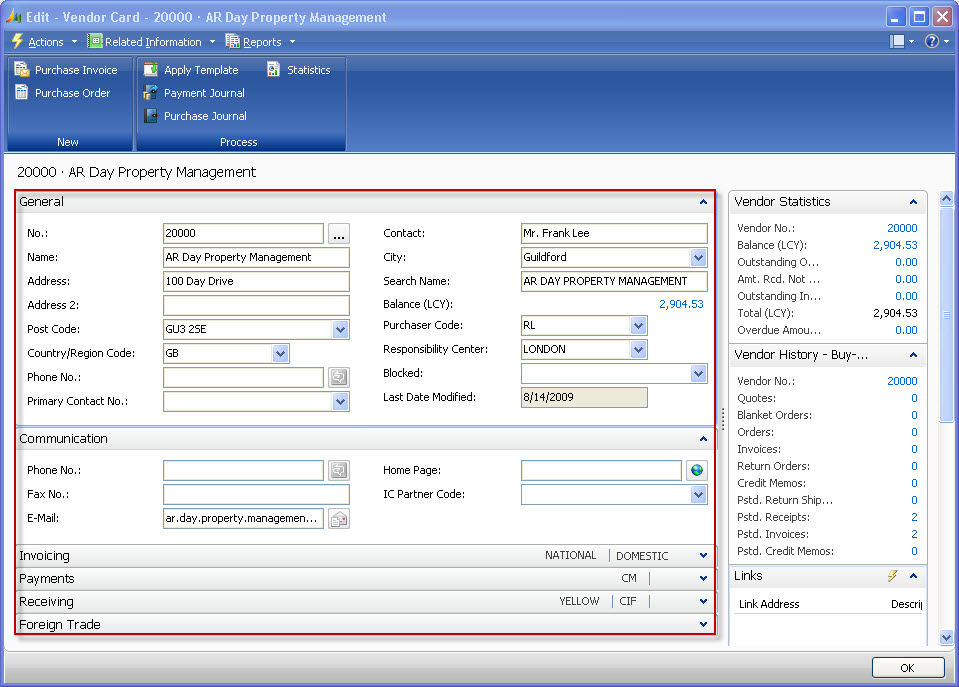 Edit - Vendor Card - 20000 · AR Day Property Management
Actions Related Information Reports
Purchase Invoice
Purchase Order
New
Apply Template Statistics
Payment Journal
Purchase Journal
Process
20000 · AR Day Property Management
General
No.: 20000 ...
Name: AR Day Property Management
Address: 100 Day Drive
Address 2:
Post Code: GU3 2SE
Country/Region Code: GB
Phone No.:
Primary Contact No.:
Contact: Mr. Frank Lee
City: Guildford
Search Name: AR DAY PROPERTY MANAGEMENT
Balance (LCY): 2,904.53
Purchaser Code: RL
Responsibility Center: LONDON
Blocked:
Last Date Modified: 8/14/2009
Communication
Phone No.:
Fax No.:
E-Mail: ar.day.property.managemen...
Home Page:
IC Partner Code:
Invoicing NATIONAL DOMESTIC
Payments CM
Receiving YELLOW CIF
Foreign Trade
Vendor Statistics
Vendor No.: 20000
Balance (LCY): 2,904.53
Outstanding O... 0.00
Amt. Rcd. Not ... 0.00
Outstanding In... 0.00
Total (LCY): 2,904.53
Overdue Amou... 0.00
Vendor History - Buy-...
Vendor No.: 20000
Quotes: 0
Blanket Orders: 0
Orders: 0
Invoices: 0
Return Orders: 0
Credit Memos: 0
Pstd. Return Ship... 0
Pstd. Receipts: 2
Pstd. Invoices: 2
Pstd. Credit Memos: 0
Links
Link Address Descrip
OK